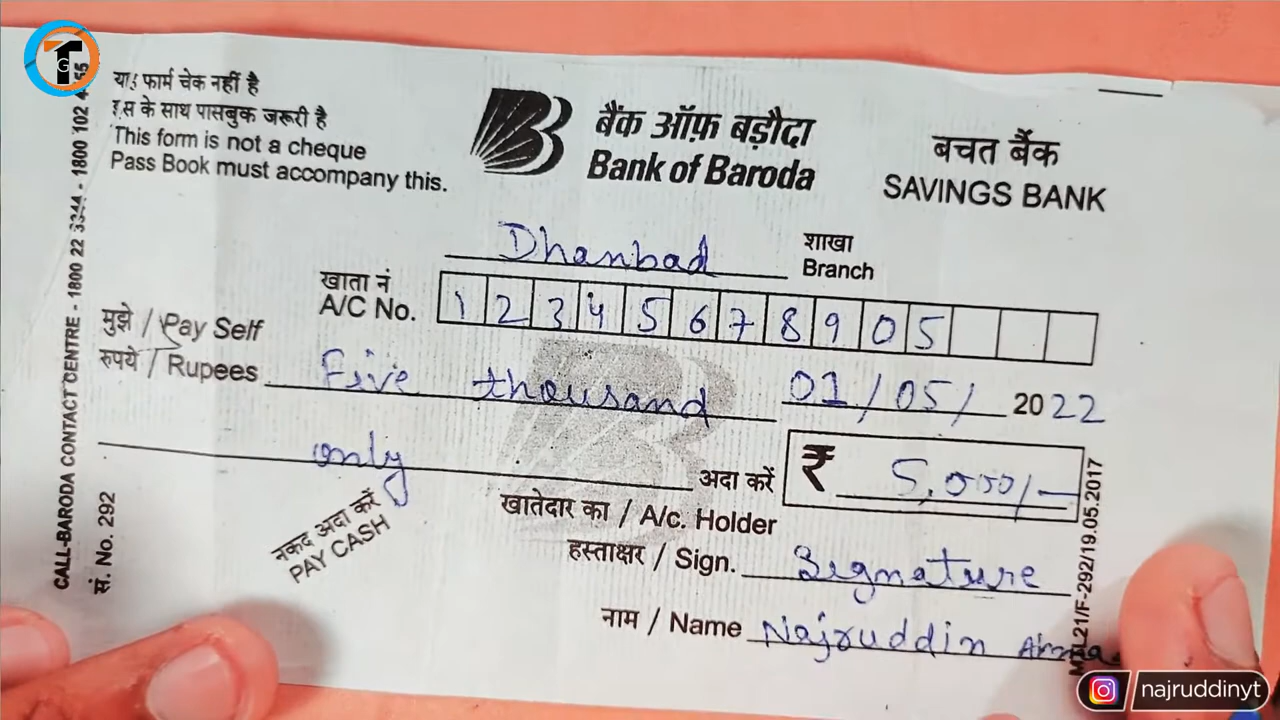 TG
या: फार्म चेक नहीं है
इस के साथ पासबुक जरूरी है
This form is not a cheque
Pass Book must accompany this.
बैंक ऑफ़ बड़ौदा
Bank of Baroda
बचत बैंक
SAVINGS BANK
Dhanbad शाखा
Branch
खाता नं
A/C No. 1 2 3 4 5 6 7 8 9 0 5
मुझे / Pay Self
रुपये / Rupees Five thousand 01/05/ 2022
only अदा करें ₹ 5,000/-
नकद अदा करें
PAY CASH
खातेदार का / A/c. Holder
हस्ताक्षर / Sign. Signature
नाम / Name Najruddin
CALL-BARODA CONTACT CENTRE - 1800 22 3344 - 1800 102 4455
सं. No. 292
21/F-292/19.05.2017
najruddinyt